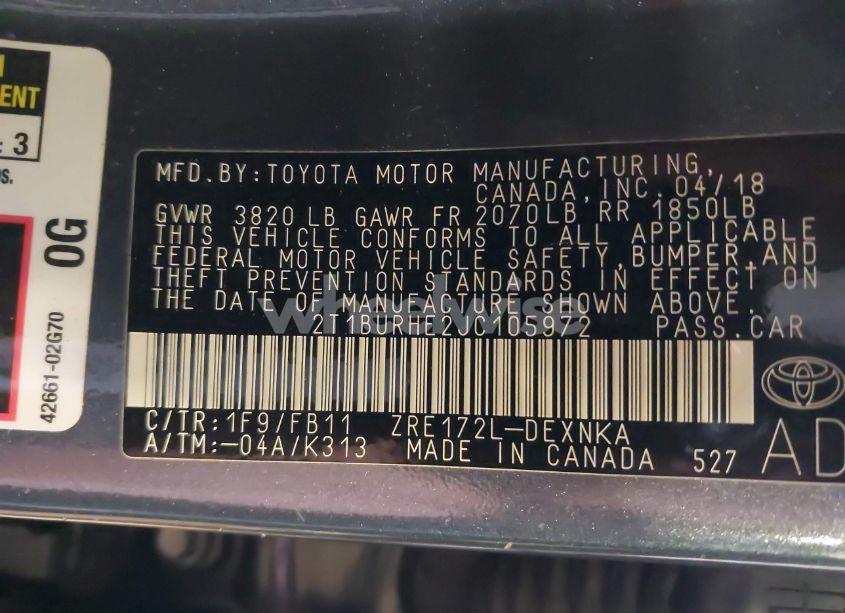 ENT
: 3
OS.
0G
42661-02G70
MFD.BY:TOYOTA MOTOR MANUFACTURING,
CANADA, INC. 04/18
GVWR 3820 LB GAWR FR 2070LB RR 1850LB
THIS VEHICLE CONFORMS TO ALL APPLICABLE
FEDERAL MOTOR VEHICLE SAFETY,BUMPER,AND
THEFT PREVENTION STANDARDS IN EFFECT ON
THE DATE OF MANUFACTURE SHOWN ABOVE.
wheelwise
PASS.CAR
C/TR:1F9/FB11 ZRE172L-DEXNKA
A/TM:-04A/K313 MADE IN CANADA 527
AD